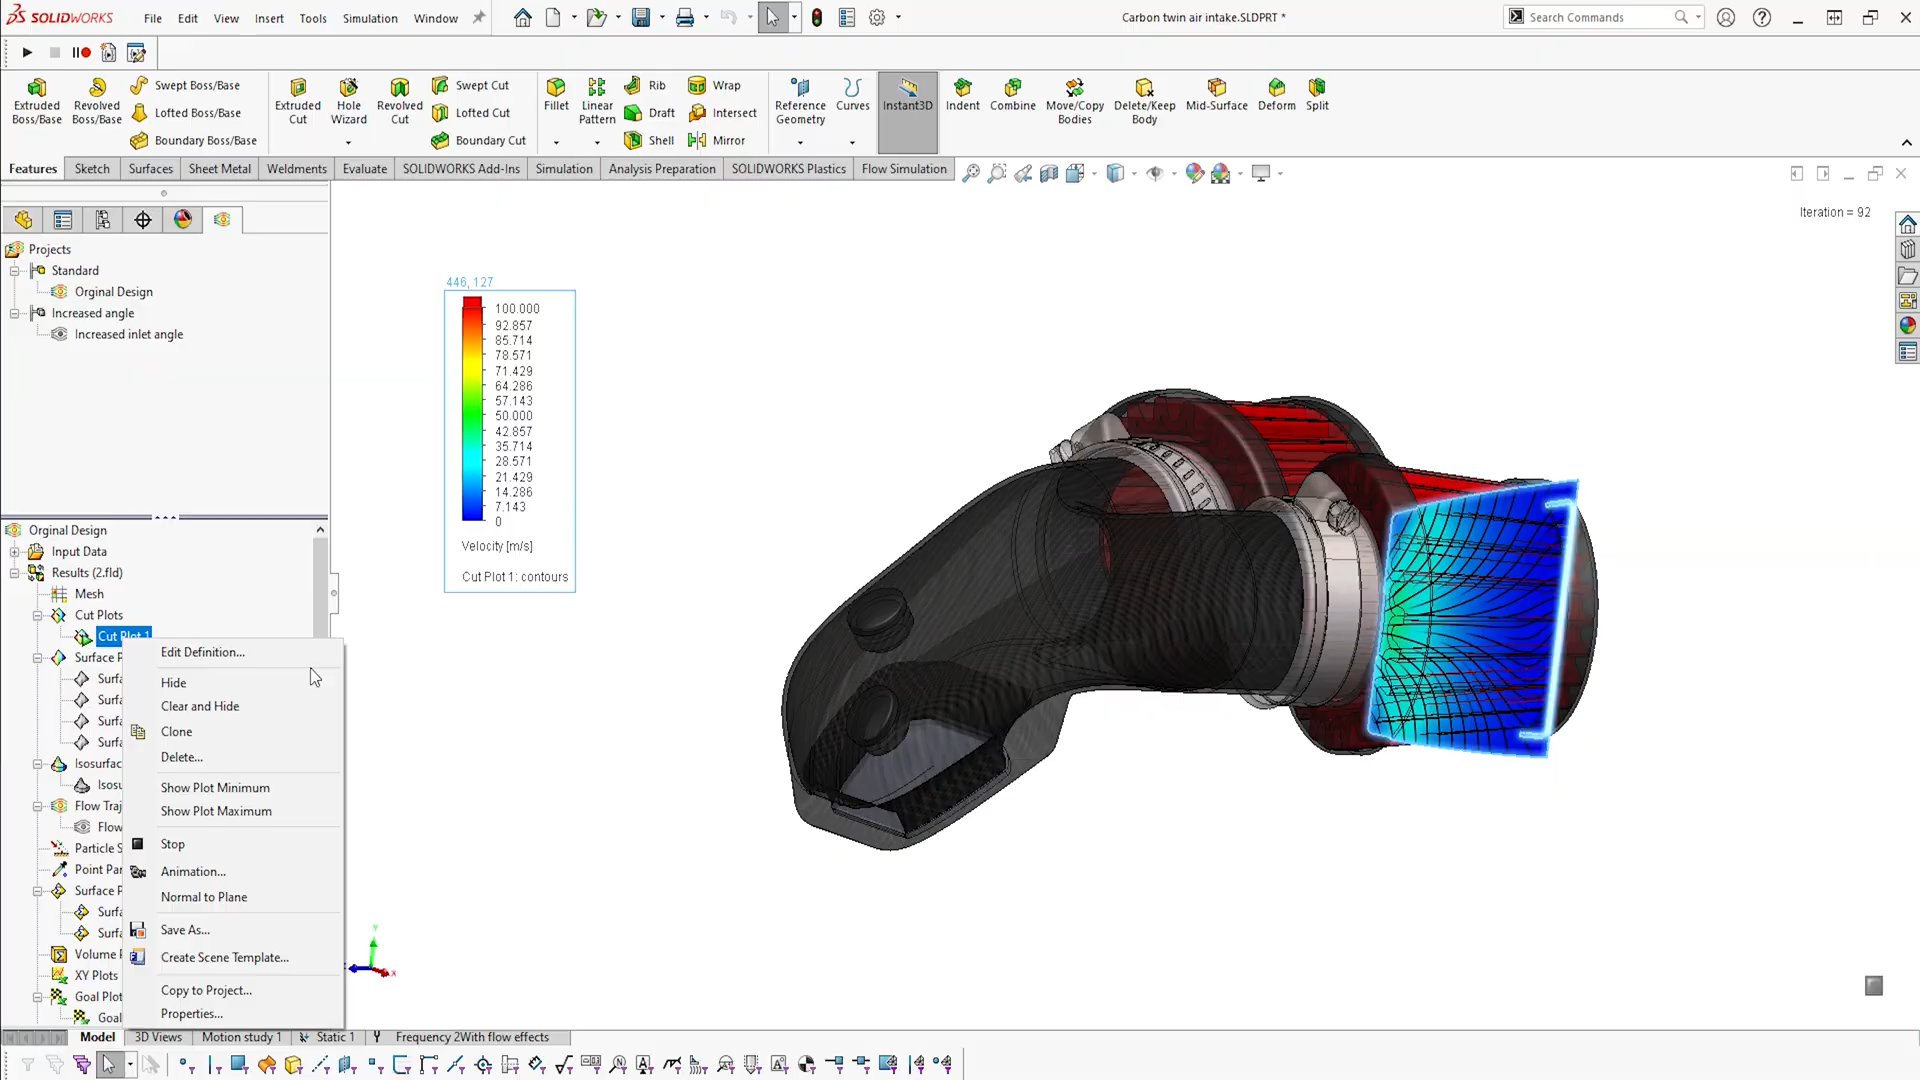 SOLIDWORKS
File Edit View Insert Tools Simulation Window
Carbon twin air intake.SLDPRT *
Search Commands
Extruded Boss/Base
Revolved Boss/Base
Swept Boss/Base
Lofted Boss/Base
Boundary Boss/Base
Extruded Cut
Hole Wizard
Revolved Cut
Swept Cut
Lofted Cut
Boundary Cut
Fillet
Linear Pattern
Rib
Draft
Shell
Wrap
Intersect
Mirror
Reference Geometry
Curves
Instant3D
Indent
Combine
Move/Copy Bodies
Delete/Keep Body
Mid-Surface
Deform
Split
Features Sketch Surfaces Sheet Metal Weldments Evaluate SOLIDWORKS Add-Ins Simulation Analysis Preparation SOLIDWORKS Plastics Flow Simulation
Iteration = 92
Projects
Standard
Orginal Design
Increased angle
Increased inlet angle
446, 127
100.000
92.857
85.714
78.571
71.429
64.286
57.143
50.000
42.857
35.714
28.571
21.429
14.286
7.143
0
Velocity [m/s]
Cut Plot 1: contours
Orginal Design
Input Data
Results (2.fld)
Mesh
Cut Plots
Cut Plot 1
Surface P
Surfa
Surfa
Surfa
Surfa
Isosurfac
Isosu
Flow Traj
Flow
Particle S
Point Par
Surface P
Surfa
Surfa
Volume P
XY Plots
Goal Plot
Goal
Edit Definition...
Hide
Clear and Hide
Clone
Delete...
Show Plot Minimum
Show Plot Maximum
Stop
Animation...
Normal to Plane
Save As...
Create Scene Template...
Copy to Project...
Properties...
Y
X
Model 3D Views Motion study 1 Static 1 Frequency 2With flow effects